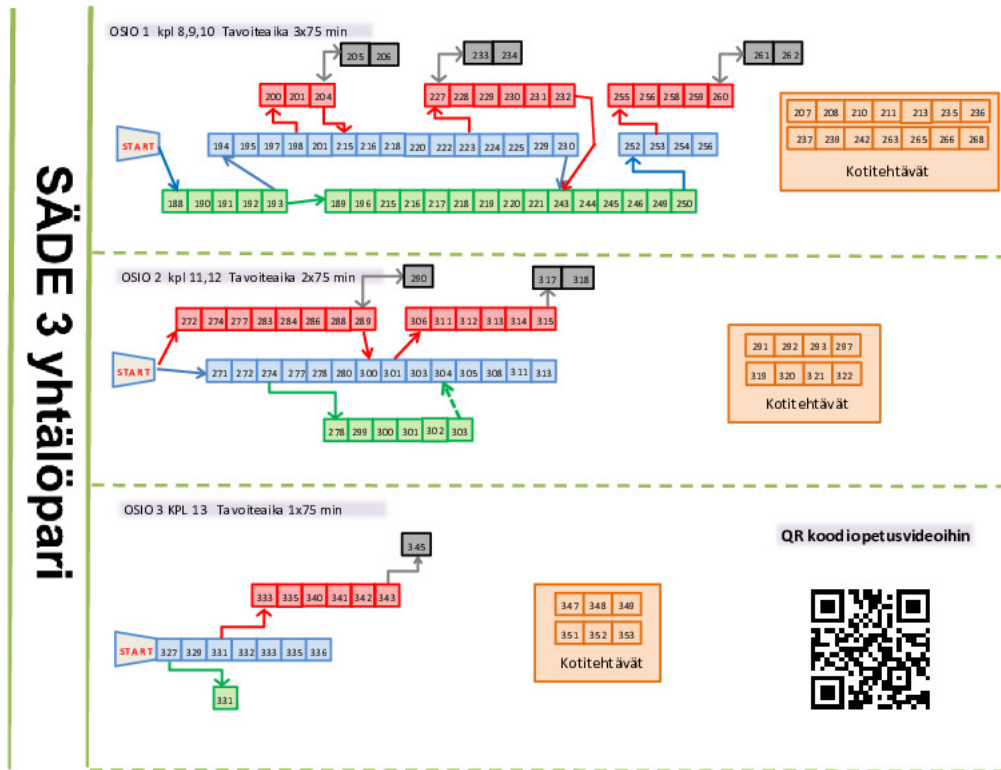 SÄDE 3 yhtälöpari
OSIO 1 kpl 8,9,10 Tavoiteaika 3x75 min
205 206
233 234
261 262
200 201 204
227 228 229 230 231 232
255 256 258 259 260
START
194 195 197 198 201 215 216 218 220 222 223 224 225 229 230
252 253 254 256
188 190 191 192 193
189 196 215 216 217 218 219 220 221 243 244 245 246 249 250
207 208 210 211 213 235 236
237 239 242 263 265 266 268
Kotitehtävät
OSIO 2 kpl 11,12 Tavoiteaika 2x75 min
290
317 318
272 274 277 283 284 286 288 289
306 311 312 313 314 315
START
271 272 274 277 278 280 300 301 303 304 305 308 311 313
278 299 300 301 302 303
291 292 293 297
319 320 321 322
Kotitehtävät
OSIO 3 KPL 13 Tavoiteaika 1x75 min
345
333 335 340 341 342 343
START
327 329 331 332 333 335 336
331
347 348 349
351 352 353
Kotitehtävät
QR koodi opetusvideoihin